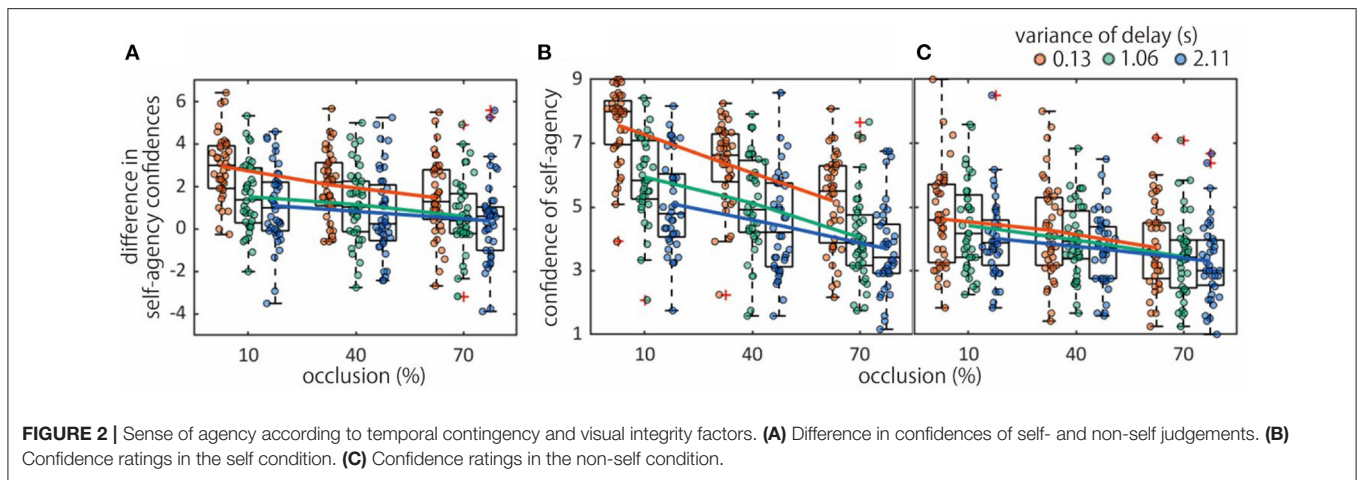 variance of delay (s)
0.13 1.06 2.11
A
B
C
difference in
self-agency confidences
6
4
2
0
-2
-4
10 40 70
occlusion (%)
confidence of self-agency
9
7
5
3
1
10 40 70
10 40 70
occlusion (%)
FIGURE 2 | Sense of agency according to temporal contingency and visual integrity factors. (A) Difference in confidences of self- and non-self judgements. (B)
Confidence ratings in the self condition. (C) Confidence ratings in the non-self condition.